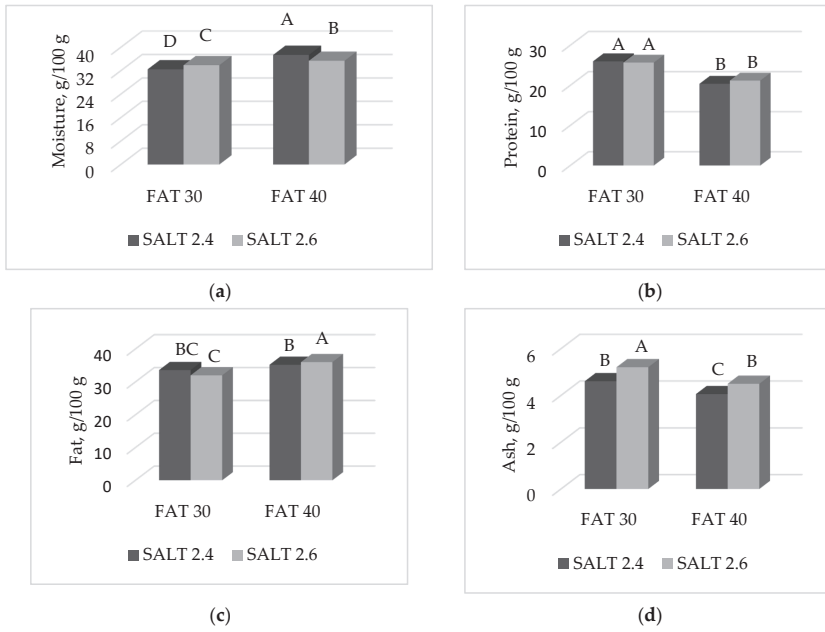 Moisture, g/100 g
40
32
24
16
8
0
D
C
A
B
FAT 30
FAT 40
SALT 2.4
SALT 2.6
(a)
Protein, g/100 g
30
20
10
0
A
A
B
B
FAT 30
FAT 40
SALT 2.4
SALT 2.6
(b)
Fat, g/100 g
40
30
20
10
0
BC
C
B
A
FAT 30
FAT 40
SALT 2.4
SALT 2.6
(c)
Ash, g/100 g
6
4
2
0
B
A
C
B
FAT 30
FAT 40
SALT 2.4
SALT 2.6
(d)